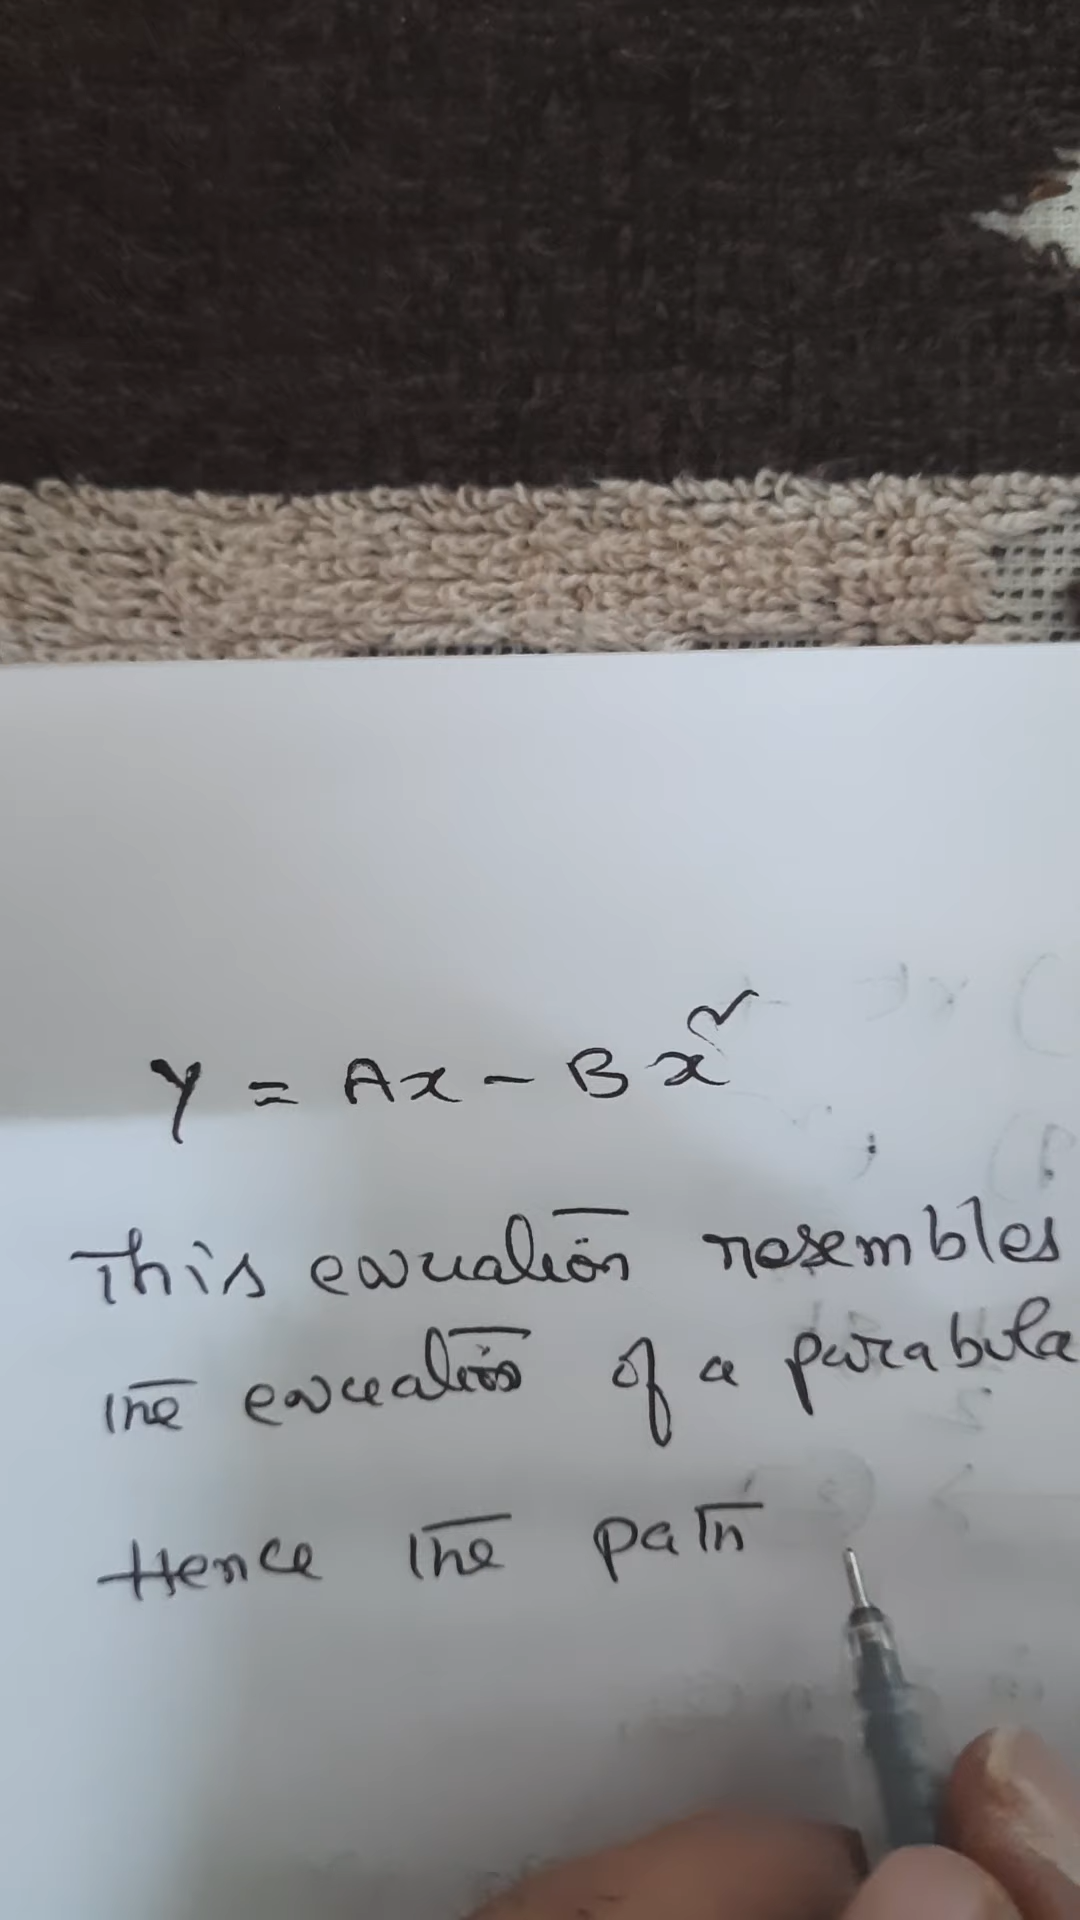 Y = Ax - Bx²
This equation resembles
the equation of a parabola
Hence the path